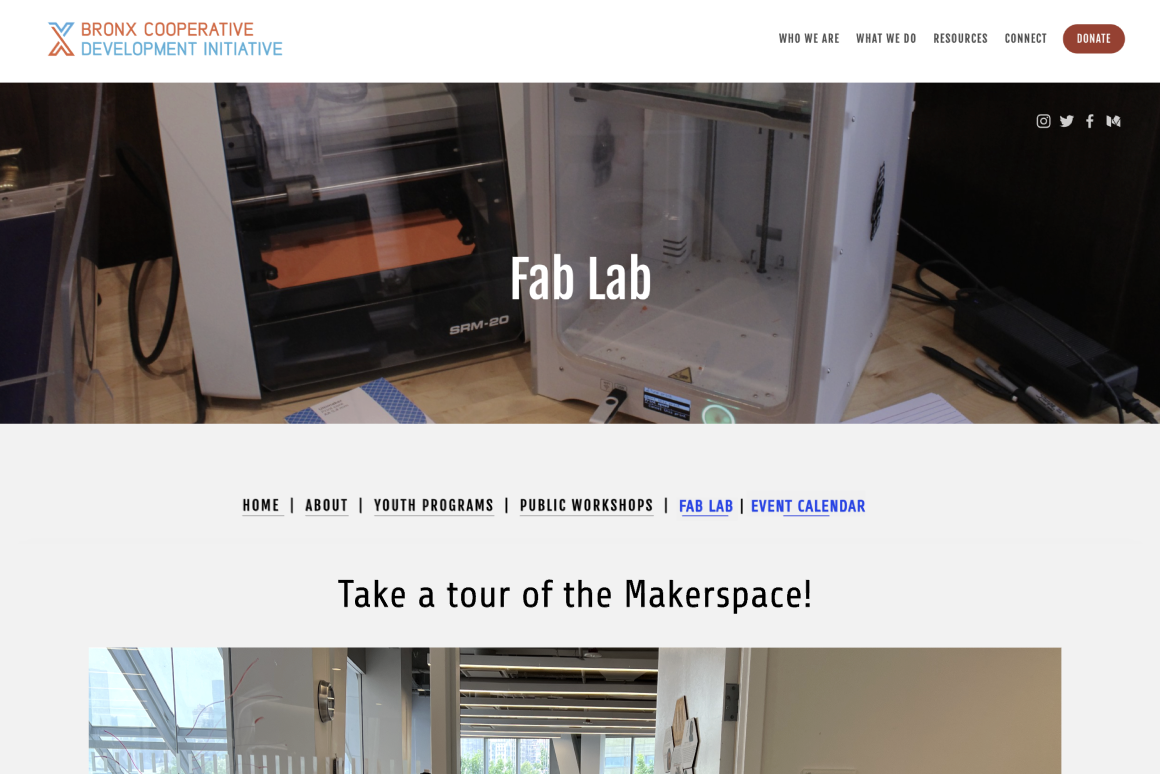 BRONX COOPERATIVE
DEVELOPMENT INITIATIVE
WHO WE ARE WHAT WE DO RESOURCES CONNECT DONATE
Fab Lab
SRM-20
HOME | ABOUT | YOUTH PROGRAMS | PUBLIC WORKSHOPS | FAB LAB | EVENT CALENDAR
Take a tour of the Makerspace!